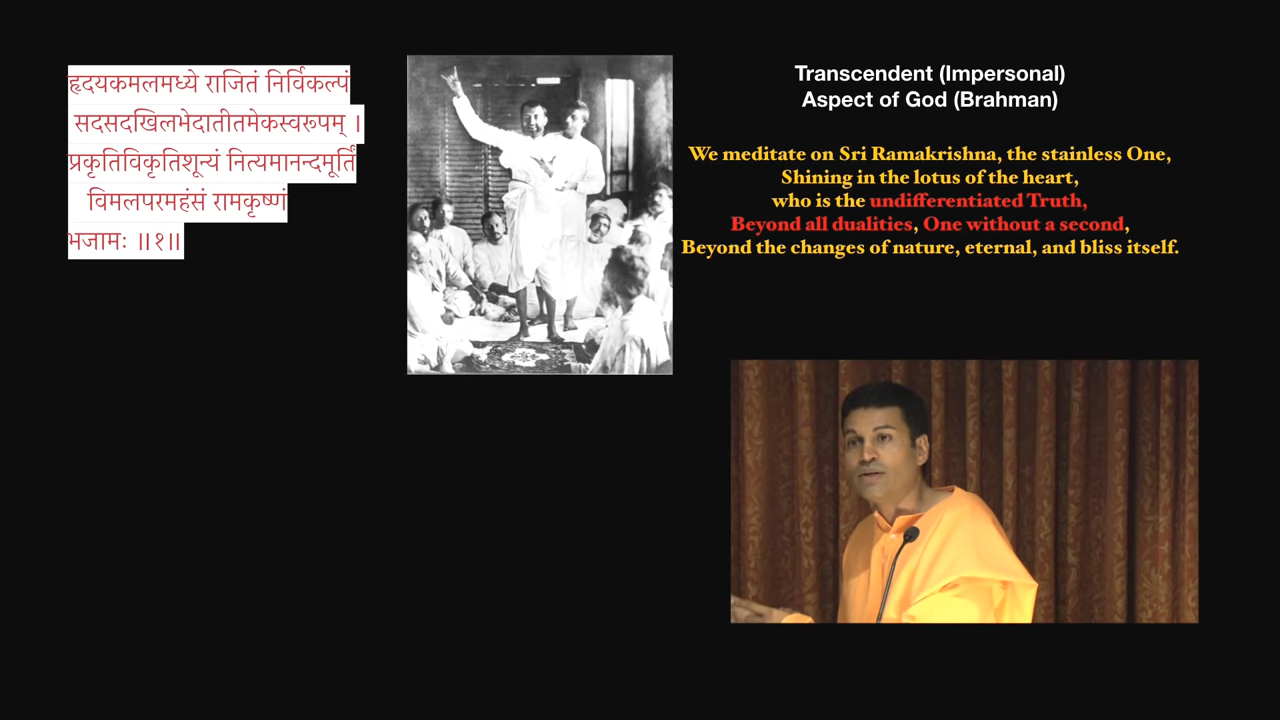 हृदयकमलमध्ये राजितं निर्विकल्पं
सदसदखिलभेदातीतमेकस्वरूपम् ।
प्रकृतिविकृतिशून्यं नित्यमानन्दमूर्तिं
विमलपरमहंसं रामकृष्णं
भजामः ॥१॥
Transcendent (Impersonal)
Aspect of God (Brahman)
We meditate on Sri Ramakrishna, the stainless One,
Shining in the lotus of the heart,
who is the undifferentiated Truth,
Beyond all dualities, One without a second,
Beyond the changes of nature, eternal, and bliss itself.